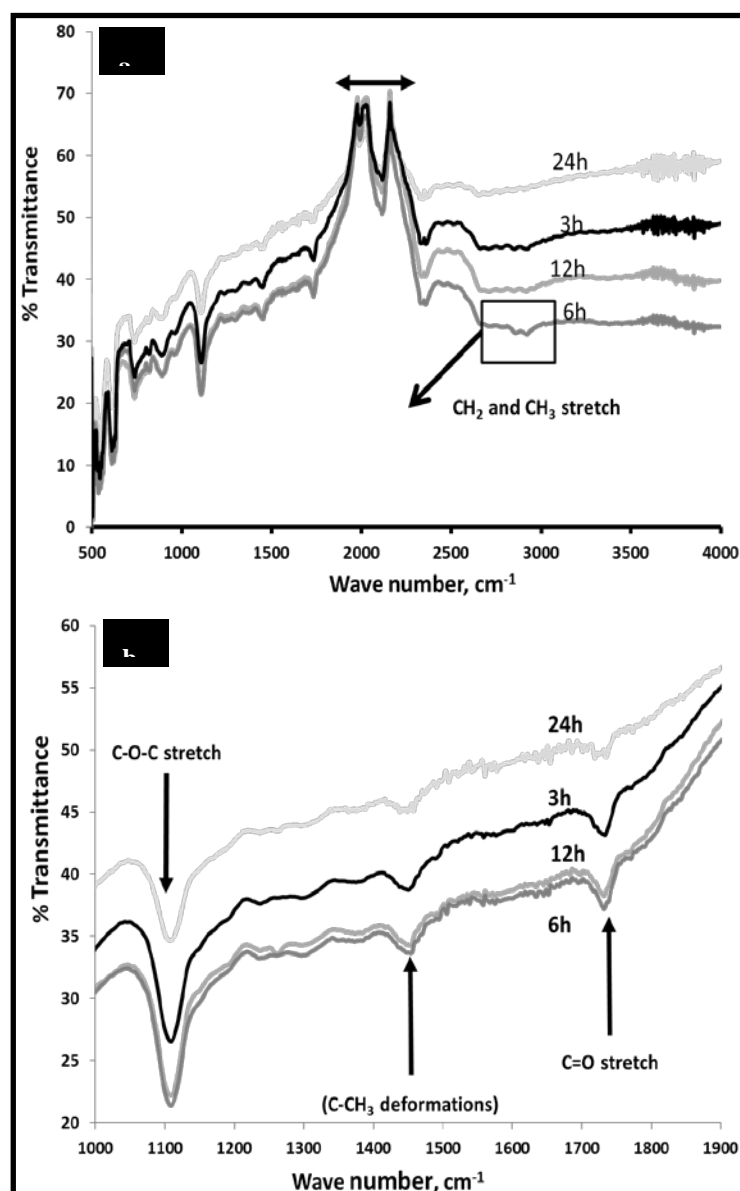 80
70
60
50
40
30
20
10
0
% Transmittance
24h
3h
12h
6h
CH₂ and CH₃ stretch
500 1000 1500 2000 2500 3000 3500 4000
Wave number, cm⁻¹
60
55
50
45
40
35
30
25
20
% Transmittance
C-O-C stretch
24h
3h
12h
6h
C=O stretch
(C-CH₃ deformations)
1000 1100 1200 1300 1400 1500 1600 1700 1800 1900
Wave number, cm⁻¹